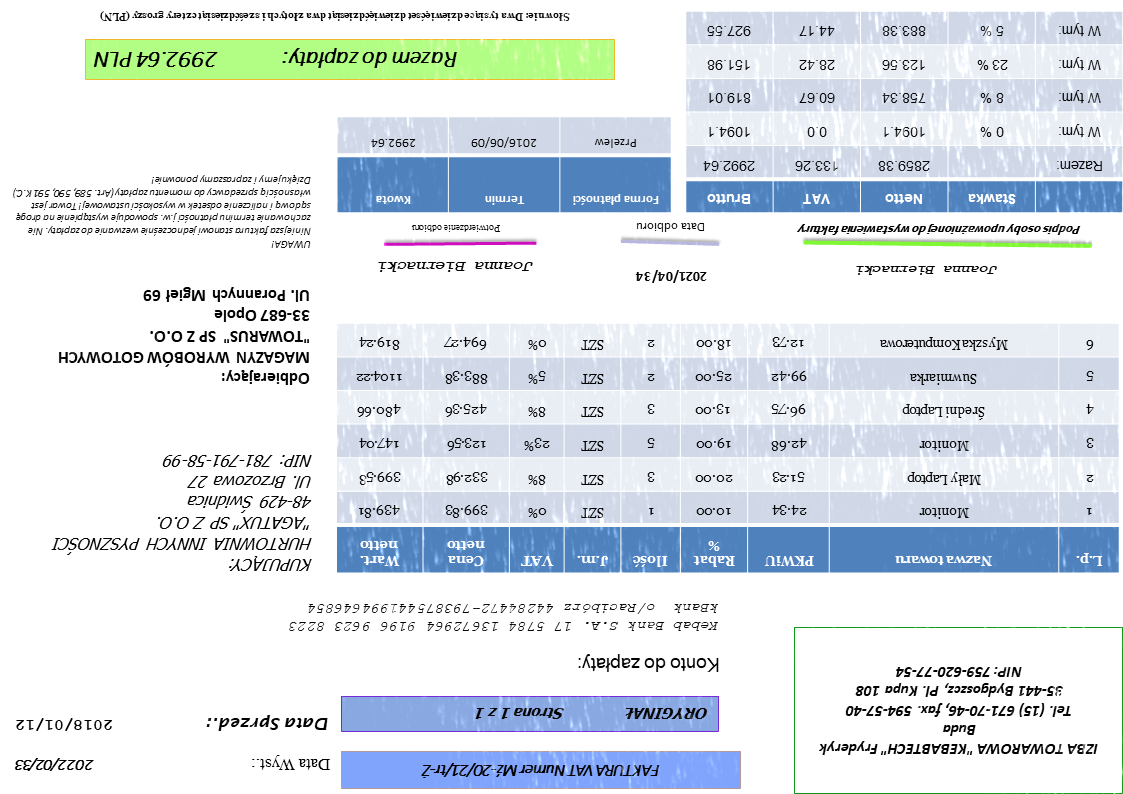 IZBA TOWAROWA "KEBABTECH" Fryderyk
Buda
Tel. (15) 671-70-46, fax. 594-57-40
35-441 Bydgoszcz, Pl. Kupa 108
NIP: 759-620-77-54
FAKTURA VAT Numer Mż-20/21/tr-Ż
Data Wyst.: 2022/02/32
ORYGINAŁ Strona 1 z 1
Data Sprzed.: 2018/01/12
Konto do zapłaty:
Kebab Bank S.A. 17 5784 13672964 9196 9623 8223
kBank o/Racibórz 44284472-79387544199464854
KUPUJĄCY:
HURTOWNIA INNYCH PYSZNOŚCI
"AGATUX" SP Z O.O.
48-429 Świdnica
Ul. Brzozowa 27
NIP: 781-791-58-99
L.p. Nazwa towaru PKWiU Rabat % Ilość J.m. VAT Cena netto Wart. netto
1 Monitor 24.34 10.00 1 SZT 0% 399.83 439.81
2 Mały Laptop 51.23 20.00 3 SZT 8% 332.98 399.58
3 Monitor 42.68 19.00 5 SZT 23% 123.56 147.04
4 Średni Laptop 96.75 13.00 3 SZT 8% 425.36 480.66
5 Suwmiarka 99.42 25.00 2 SZT 5% 883.38 1104.22
6 Myszka Komputerowa 12.73 18.00 2 SZT 0% 694.27 819.24
Odbierający:
MAGAZYN WYROBÓW GOTOWYCH
"TOWARUS" SP Z O.O.
33-687 Opole
Ul. Porannych Mgieł 69
Joanna Biernacki
2021/04/34
Joanna Biernacki
Podpis osoby upoważnionej do wystawienia faktury
Data odbioru
Potwierdzenie odbioru
UWAGA!
Niniejsza faktura stanowi jednocześnie wezwanie do zapłaty. Nie
zachowanie terminu płatności j.w. spowoduje wystąpienie na drogę
sądową i naliczenie odsetek w wysokości ustawowej! Towar jest
własnością sprzedawcy do momentu zapłaty (Art. 589, 590, 591 K.C)
Dziękujemy i zapraszamy ponownie!
Stawka Netto VAT Brutto
Razem: 2859.38 133.26 2992.64
W tym: 0 % 1094.1 0.0 1094.1
W tym: 8 % 758.34 60.67 819.01
W tym: 23 % 123.56 28.42 151.98
W tym: 5 % 883.38 44.17 927.55
Forma płatności Termin Kwota
Przelew 2016/06/09 2992.64
Razem do zapłaty: 2992.64 PLN
Słownie: Dwa tysiące dziewięćset dziewięćdziesiąt dwa złotych i sześćdziesiąt cztery groszy (PLN)